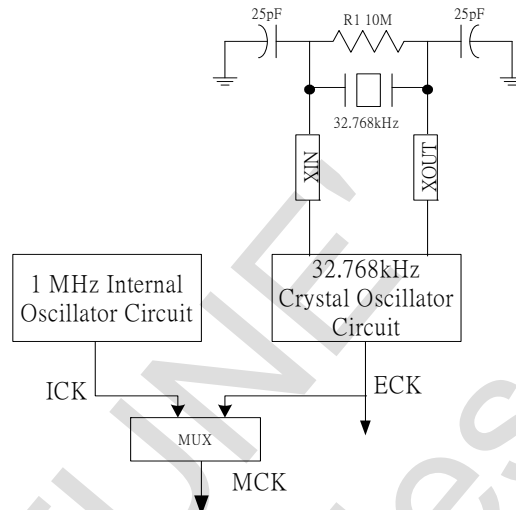 25pF
R1 10M
25pF
32.768kHz
XIN
XOUT
1 MHz Internal
Oscillator Circuit
32.768kHz
Crystal Oscillator
Circuit
ICK
ECK
MUX
MCK